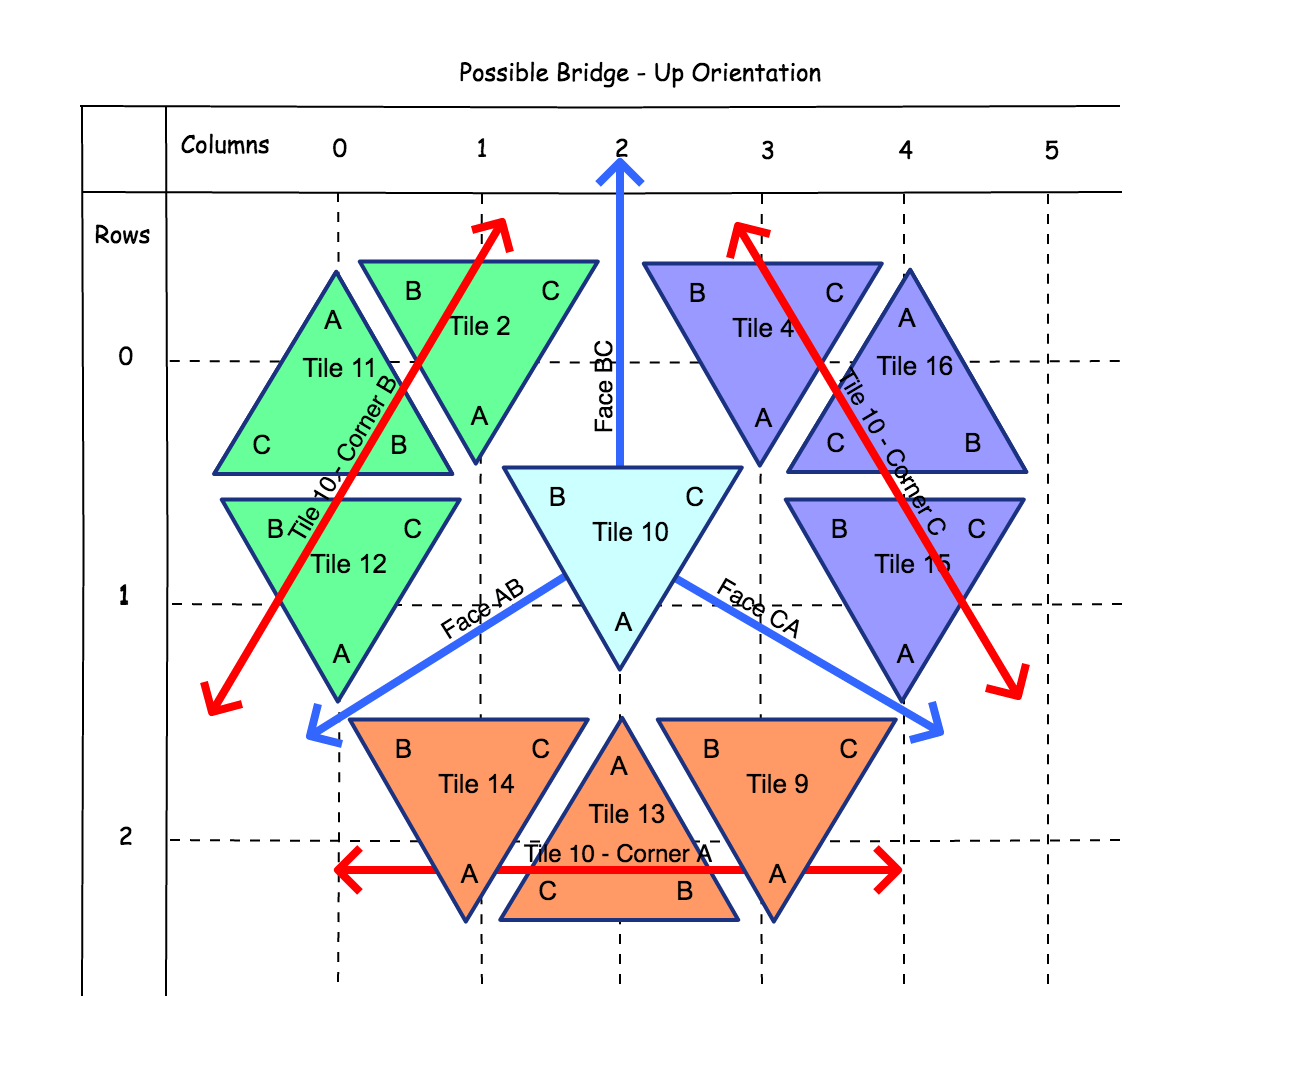 Possible Bridge - Up Orientation
Columns 0 1 2 3 4 5
Rows
0
1
2
A
Tile 11
C B
B C
Tile 2
A
B C
Tile 4
A
A
Tile 16
C B
Tile 10 - Corner B
Face BC
Tile 10 - Corner C
B C
Tile 12
A
B C
Tile 10
A
B C
Tile 15
A
Face AB
Face CA
B C
Tile 14
A
A
Tile 13
C B
B C
Tile 9
A
Tile 10 - Corner A